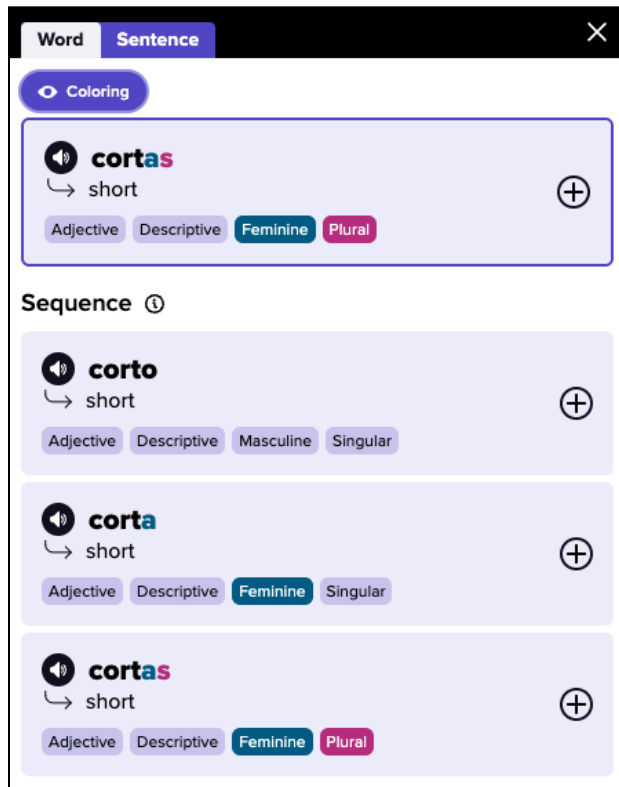 Word Sentence
Coloring
cortas
short
Adjective Descriptive Feminine Plural
Sequence
corto
short
Adjective Descriptive Masculine Singular
corta
short
Adjective Descriptive Feminine Singular
cortas
short
Adjective Descriptive Feminine Plural